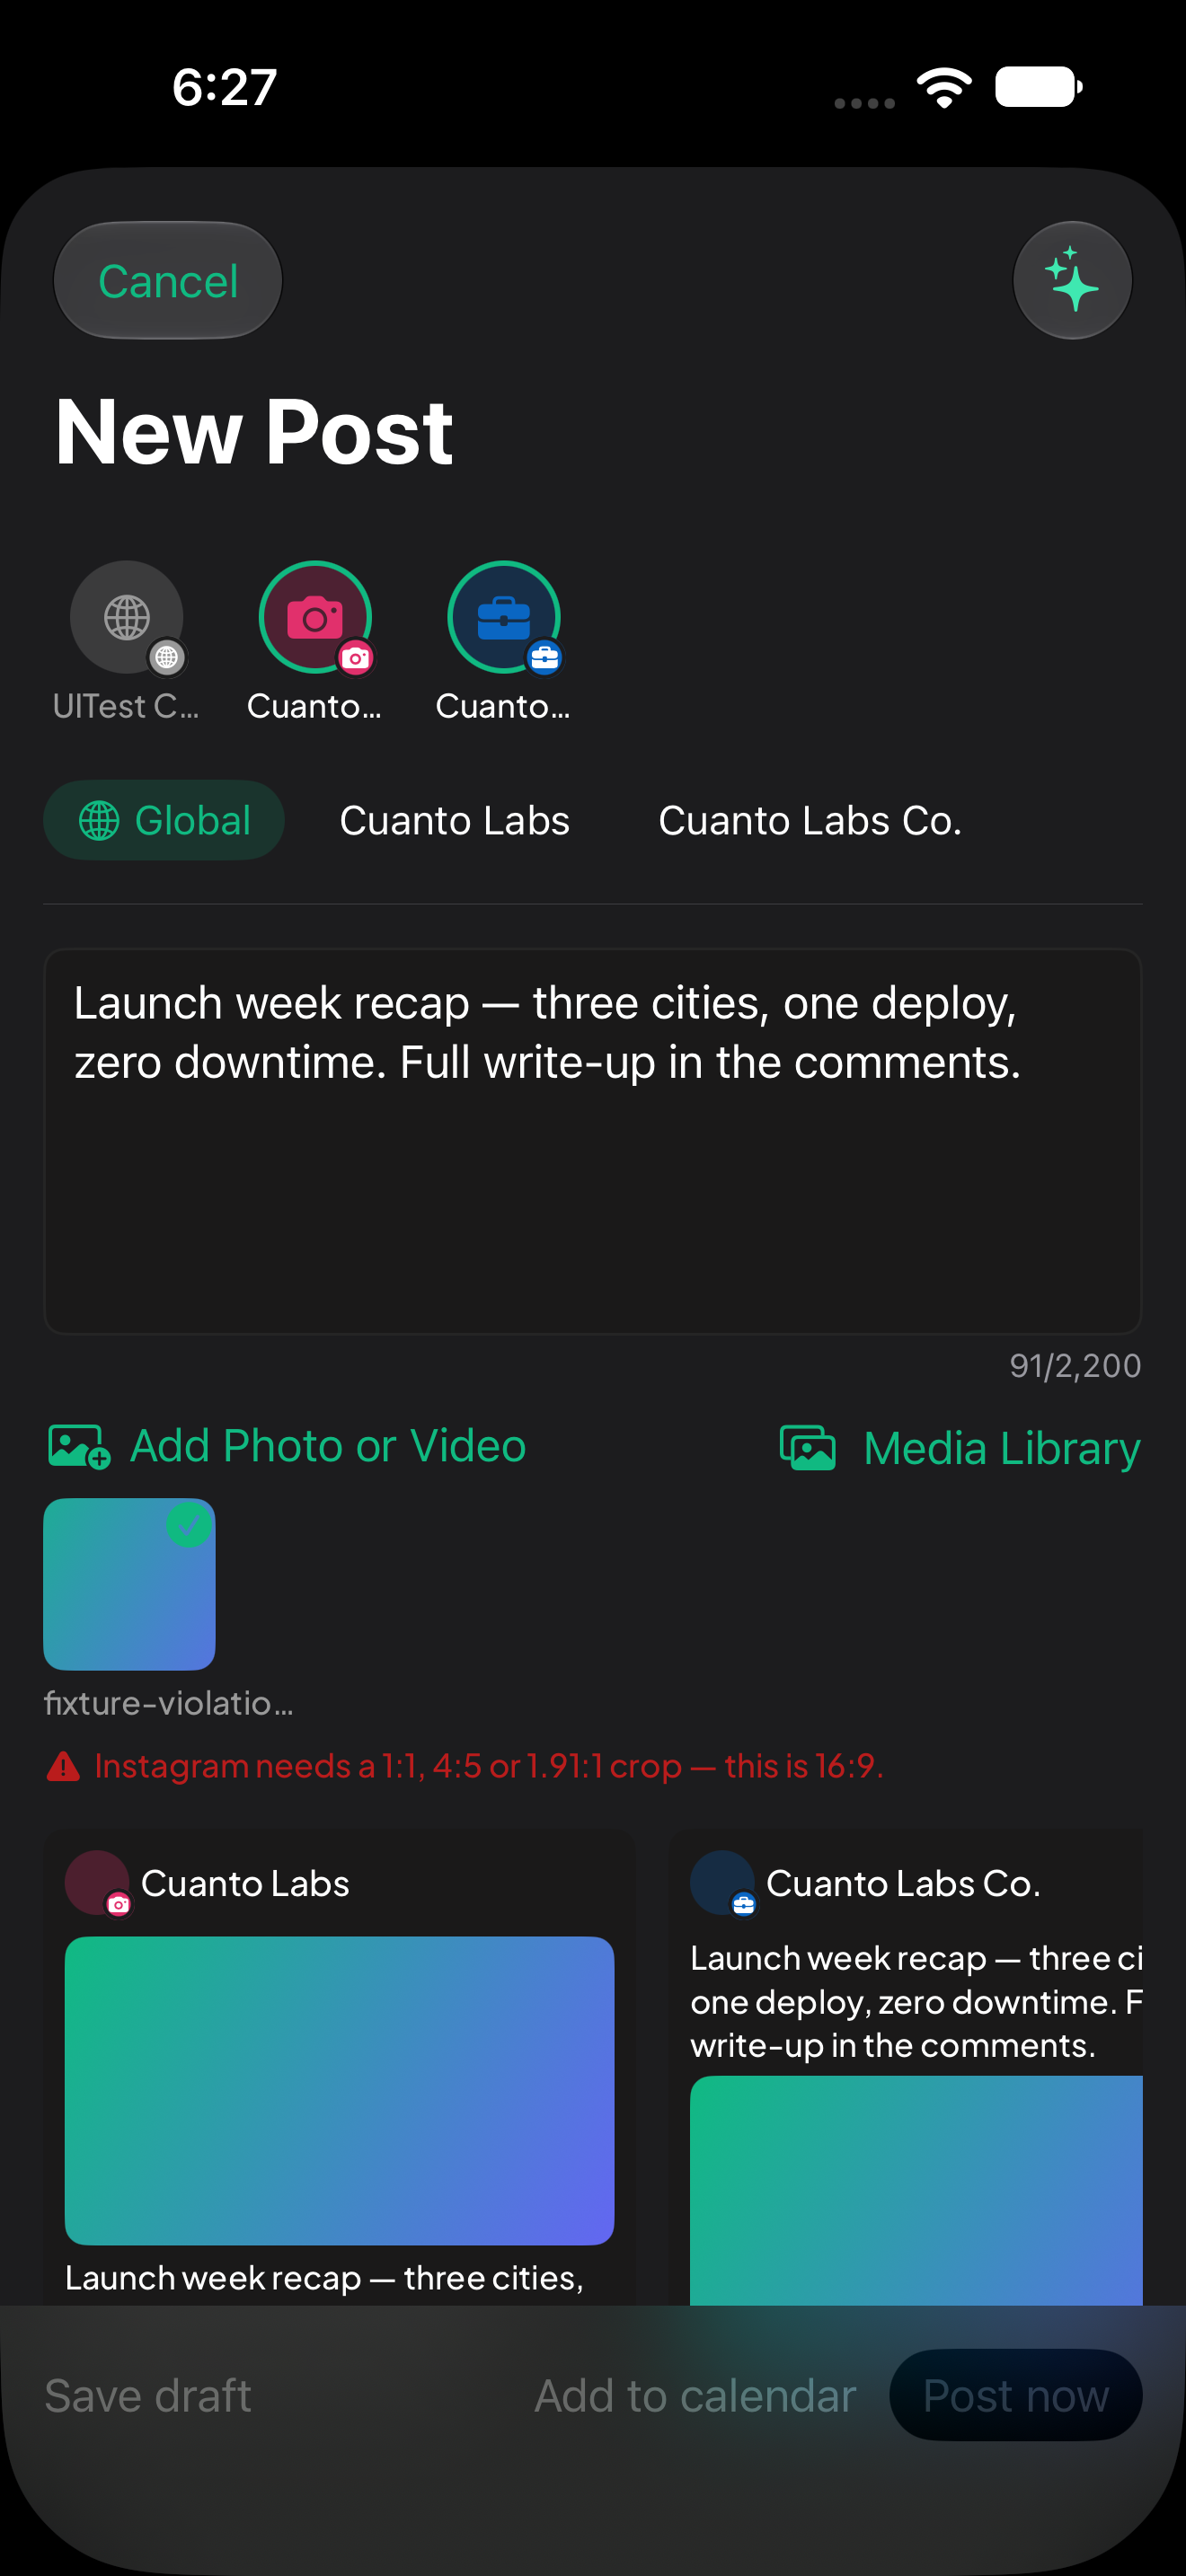 6:27
Cancel
New Post
UITest C...
Cuanto...
Cuanto...
Global
Cuanto Labs
Cuanto Labs Co.
Launch week recap — three cities, one deploy,
zero downtime. Full write-up in the comments.
91/2,200
Add Photo or Video
Media Library
fixture-violatio...
Instagram needs a 1:1, 4:5 or 1.91:1 crop — this is 16:9.
Cuanto Labs
Launch week recap — three cities,
Cuanto Labs Co.
Launch week recap — three ci
one deploy, zero downtime. F
write-up in the comments.
Save draft
Add to calendar
Post now